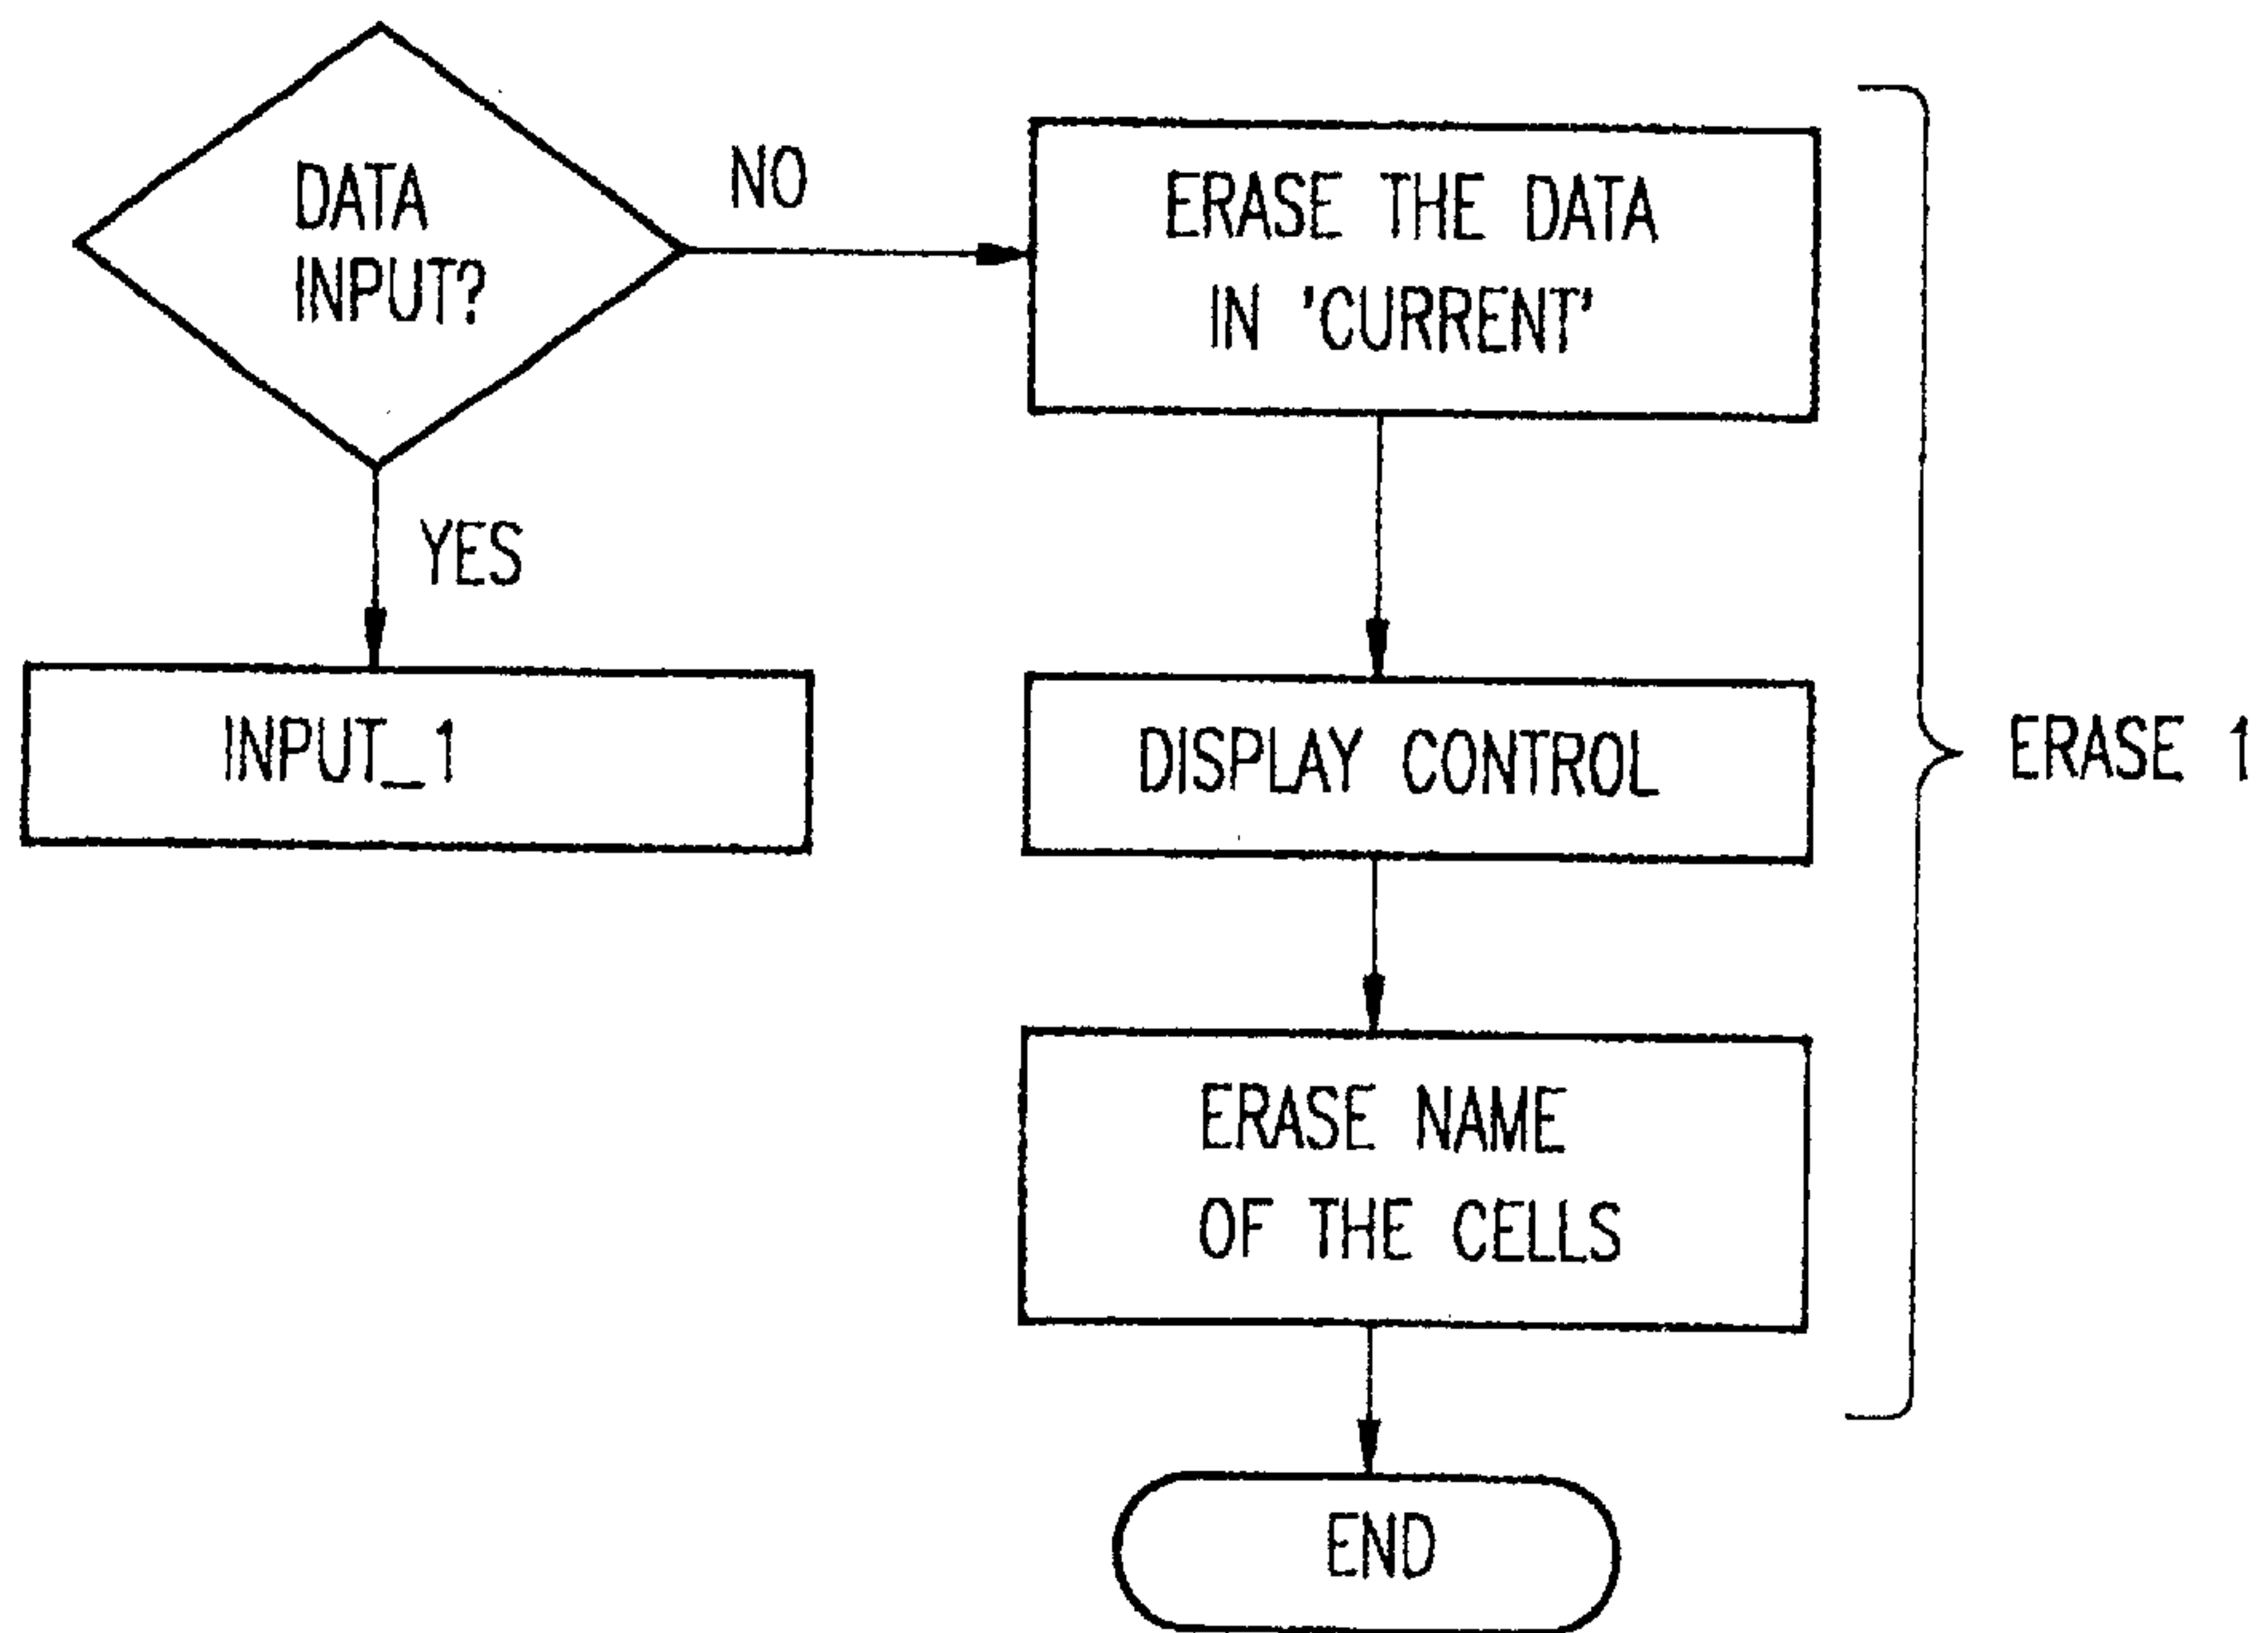 DATA
INPUT?
NO
YES
INPUT_1
ERASE THE DATA
IN 'CURRENT'
DISPLAY CONTROL
ERASE NAME
OF THE CELLS
END
ERASE 1